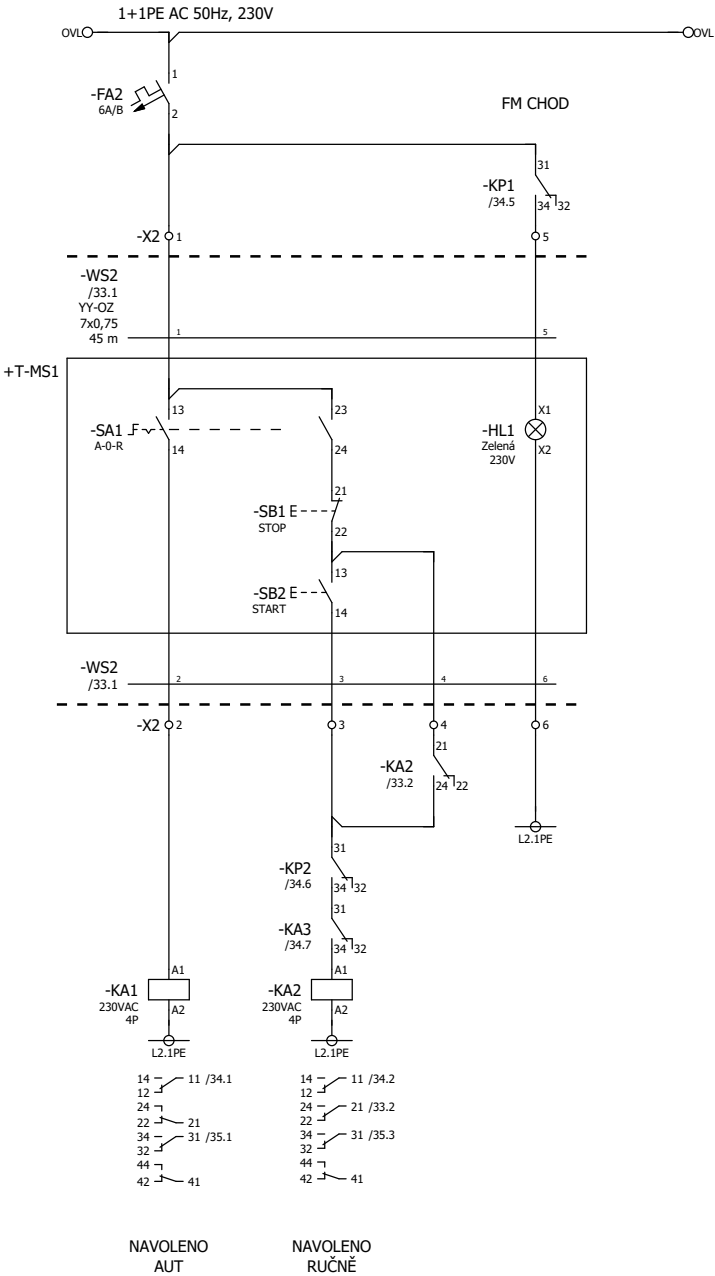 1+1PE AC 50Hz, 230V
OVL OVL
1
-FA2
6A/B
2
FM CHOD
31
-KP1
/34.5
34 32
-X2 1 5
-WS2
/33.1
YY-OZ
7x0,75
45 m
1 5
+T-MS1
13 23 X1
-SA1
A-0-R
14 24
-HL1
Zelená
230V
X2
21
-SB1
STOP
22
13
-SB2
START
14
-WS2
/33.1
2 3 4 6
-X2 2 3 4 6
21
-KA2
/33.2
24 22
L2.1PE
31
-KP2
/34.6
34 32
31
-KA3
/34.7
34 32
A1 A1
-KA1 -KA2
230VAC 230VAC
4P 4P
A2 A2
L2.1PE L2.1PE
14 11 /34.1 14 11 /34.2
12 12
24 24 21 /33.2
22 21 22
34 31 /35.1 34 31 /35.3
32 32
44 44
42 41 42 41
NAVOLENO NAVOLENO
AUT RUČNĚ